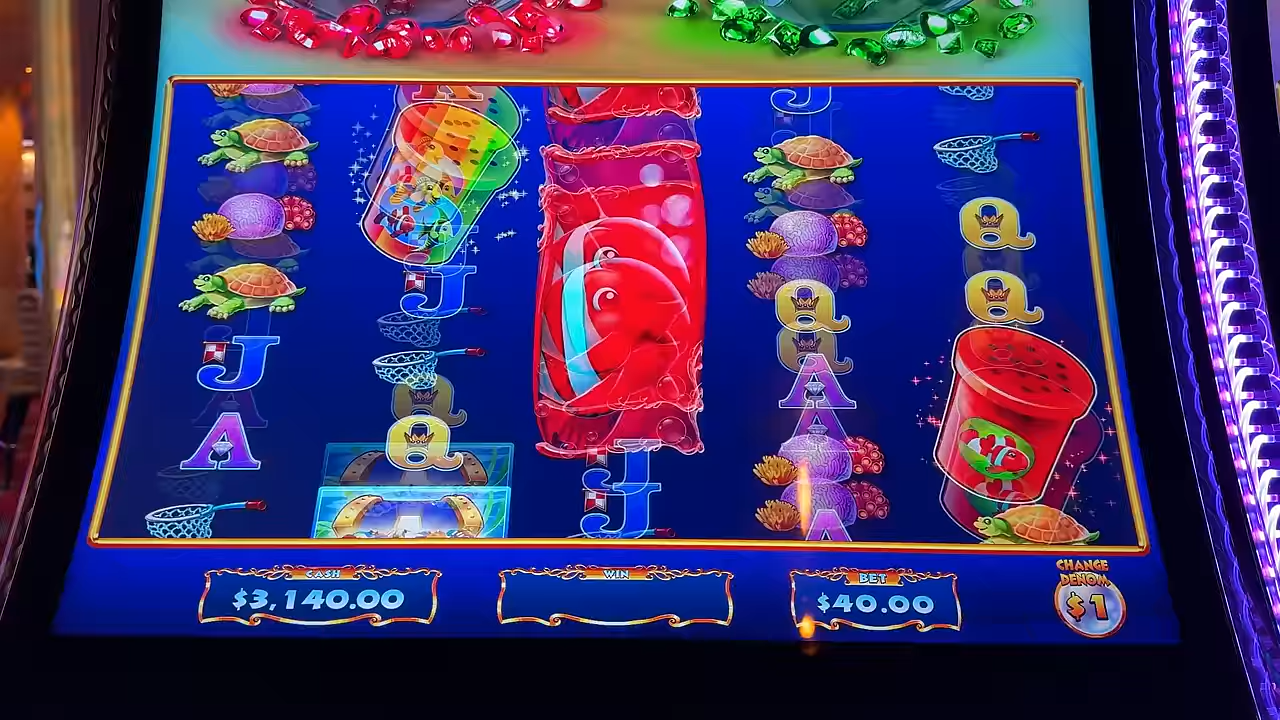 J
J
Q
Q
Q
Q
A
A
Q
J
J
A
CASH
$3,140.00
WIN
BET
$40.00
CHANGE
DENOM
$1